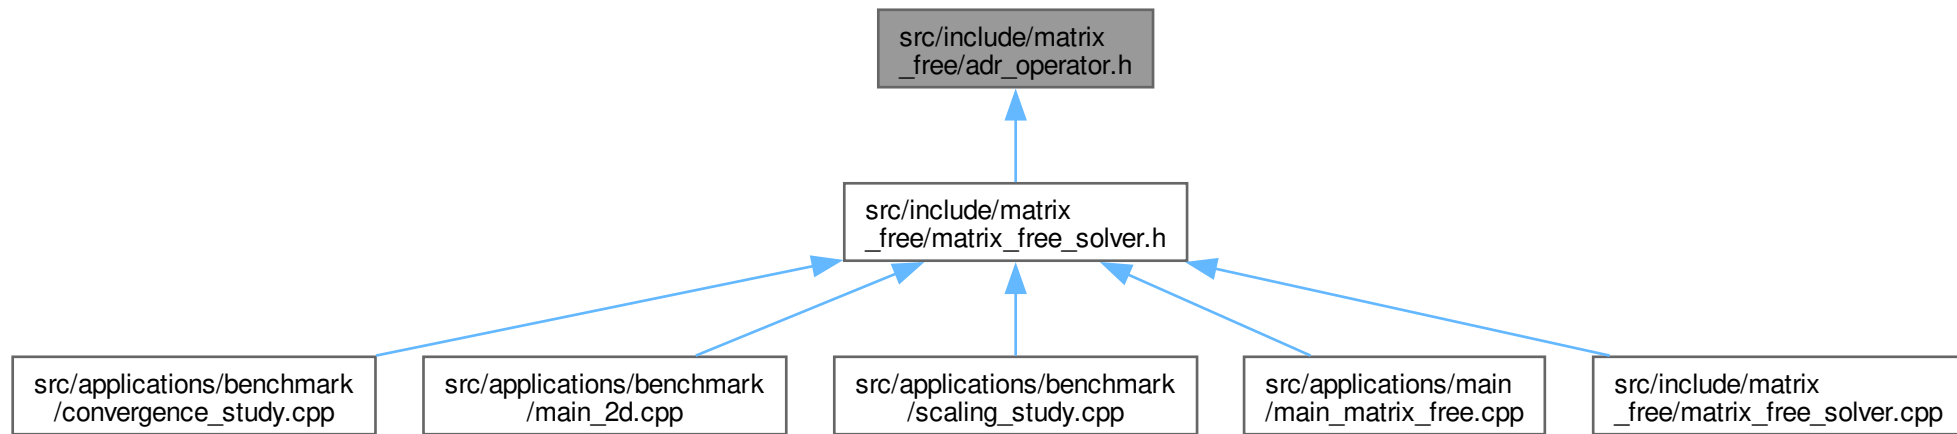 src/include/matrix
_free/adr_operator.h
src/include/matrix
_free/matrix_free_solver.h
src/applications/benchmark
/convergence_study.cpp
src/applications/benchmark
/main_2d.cpp
src/applications/benchmark
/scaling_study.cpp
src/applications/main
/main_matrix_free.cpp
src/include/matrix
_free/matrix_free_solver.cpp